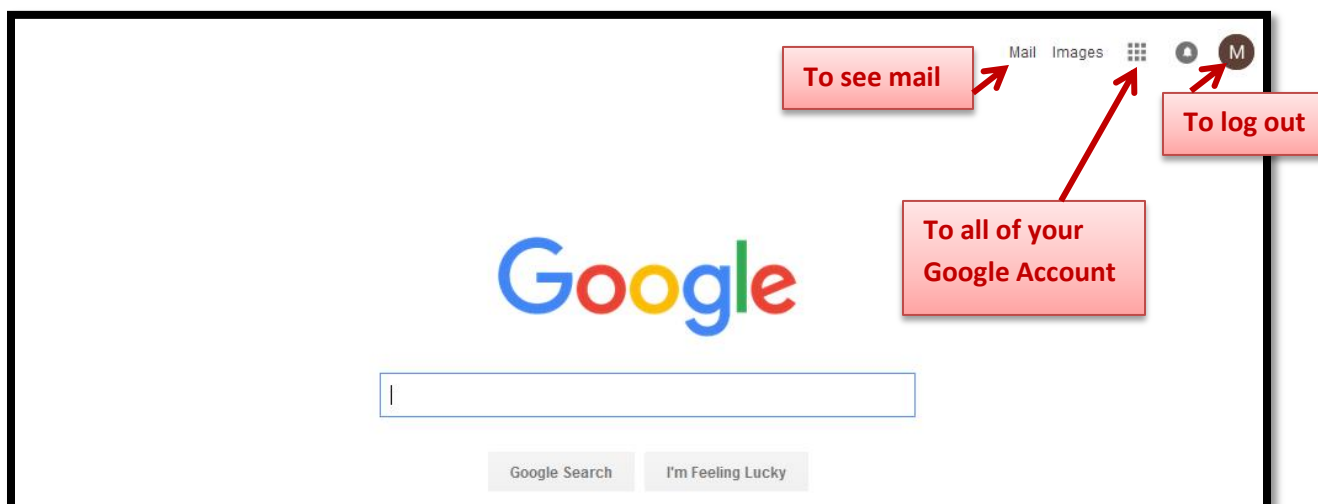 Mail Images
M
To see mail
To log out
To all of your
Google Account
Google
Google Search I'm Feeling Lucky